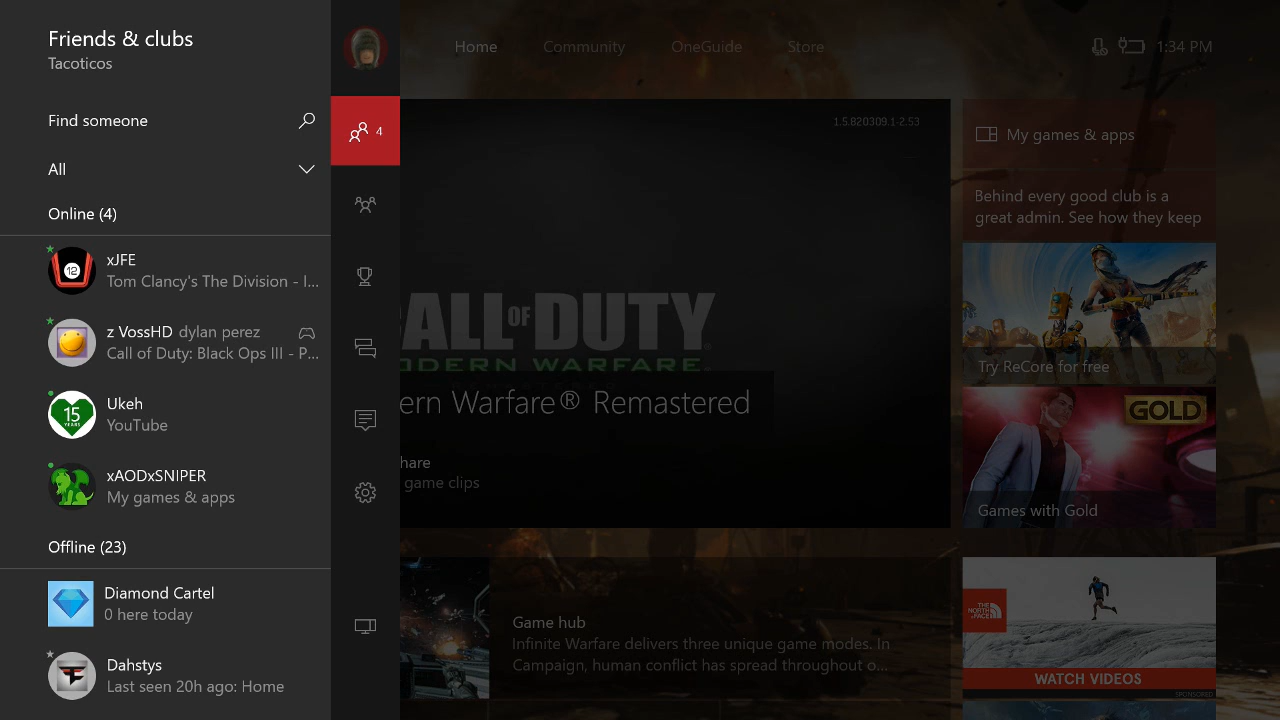 Friends & clubs
Tacoticos
Find someone
All
Online (4)
xJFE
Tom Clancy's The Division - I...
z VossHD dylan perez
Call of Duty: Black Ops III - P...
Ukeh
YouTube
xAODxSNIPER
My games & apps
Offline (23)
Diamond Cartel
0 here today
Dahstys
Last seen 20h ago: Home
12
15
YEARS
4
Home Community OneGuide Store
1:34 PM
1.5.820309.1-2.53
CALL OF DUTY®
MODERN WARFARE
ern Warfare® Remastered
hare
game clips
Game hub
Infinite Warfare delivers three unique game modes. In
Campaign, human conflict has spread throughout o...
My games & apps
Behind every good club is a
great admin. See how they keep
Try ReCore for free
GOLD
Games with Gold
THE
NORTH
FACE
WATCH VIDEOS
SPONSORED